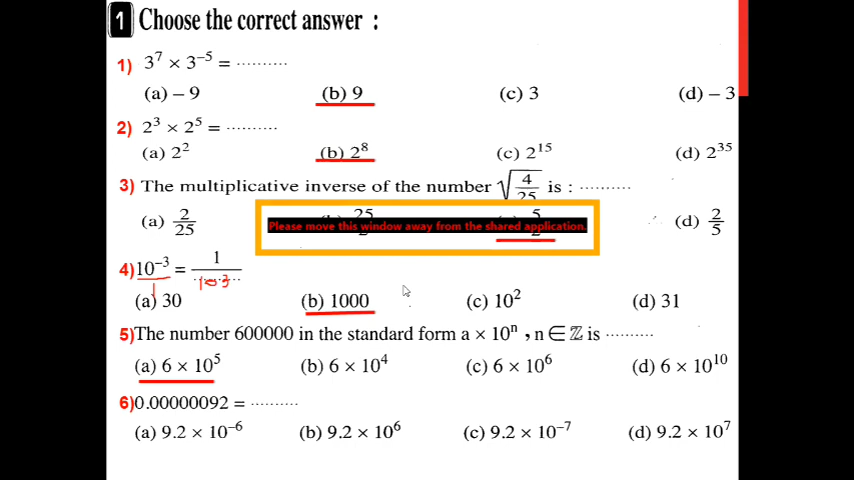 1 Choose the correct answer :
1) 3⁷ × 3⁻⁵ = ..........
(a) – 9 (b) 9 (c) 3 (d) – 3
2) 2³ × 2⁵ = ..........
(a) 2² (b) 2⁸ (c) 2¹⁵ (d) 2³⁵
3) The multiplicative inverse of the number √(4/25) is : ..........
(a) 2/25 (d) 2/5
Please move this window away from the shared application.
4) 10⁻³ = 1/..........
1 10³
(a) 30 (b) 1000 (c) 10² (d) 31
5) The number 600000 in the standard form a × 10ⁿ , n ∈ ℤ is ..........
(a) 6 × 10⁵ (b) 6 × 10⁴ (c) 6 × 10⁶ (d) 6 × 10¹⁰
6) 0.00000092 = ..........
(a) 9.2 × 10⁻⁶ (b) 9.2 × 10⁶ (c) 9.2 × 10⁻⁷ (d) 9.2 × 10⁷